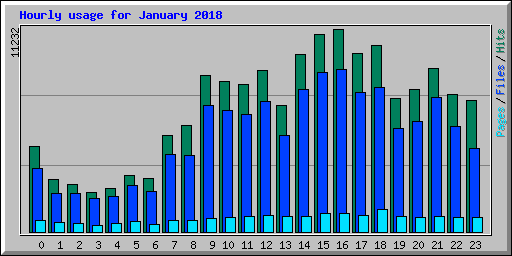 Hourly usage for January 2018
11232
Pages/Files/Hits
0 1 2 3 4 5 6 7 8 9 10 11 12 13 14 15 16 17 18 19 20 21 22 23